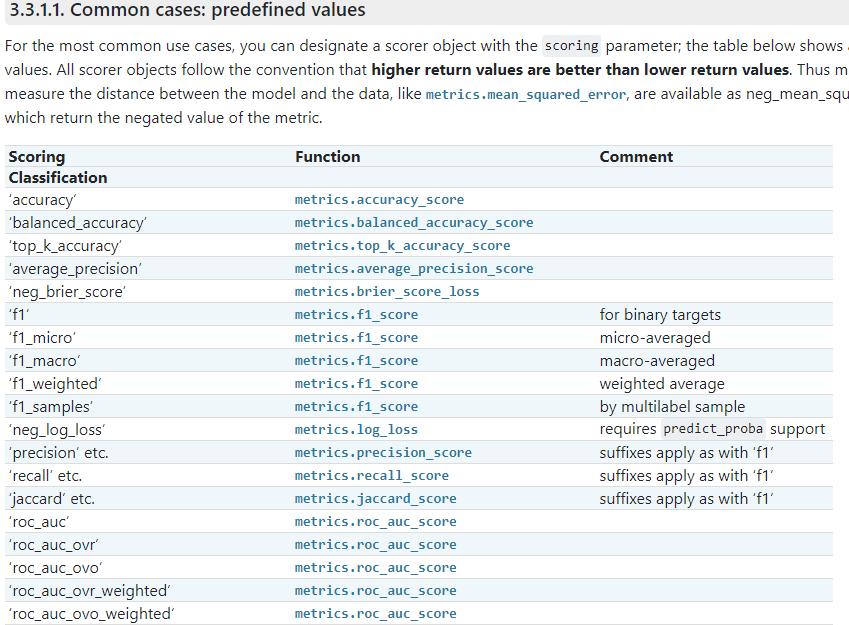 3.3.1.1. Common cases: predefined values
For the most common use cases, you can designate a scorer object with the scoring parameter; the table below shows
values. All scorer objects follow the convention that higher return values are better than lower return values. Thus m
measure the distance between the model and the data, like metrics.mean_squared_error, are available as neg_mean_squ
which return the negated value of the metric.
Scoring Function Comment
Classification
‘accuracy’ metrics.accuracy_score
‘balanced_accuracy’ metrics.balanced_accuracy_score
‘top_k_accuracy’ metrics.top_k_accuracy_score
‘average_precision’ metrics.average_precision_score
‘neg_brier_score’ metrics.brier_score_loss
‘f1’ metrics.f1_score for binary targets
‘f1_micro’ metrics.f1_score micro-averaged
‘f1_macro’ metrics.f1_score macro-averaged
‘f1_weighted’ metrics.f1_score weighted average
‘f1_samples’ metrics.f1_score by multilabel sample
‘neg_log_loss’ metrics.log_loss requires predict_proba support
‘precision’ etc. metrics.precision_score suffixes apply as with ‘f1’
‘recall’ etc. metrics.recall_score suffixes apply as with ‘f1’
‘jaccard’ etc. metrics.jaccard_score suffixes apply as with ‘f1’
‘roc_auc’ metrics.roc_auc_score
‘roc_auc_ovr’ metrics.roc_auc_score
‘roc_auc_ovo’ metrics.roc_auc_score
‘roc_auc_ovr_weighted’ metrics.roc_auc_score
‘roc_auc_ovo_weighted’ metrics.roc_auc_score